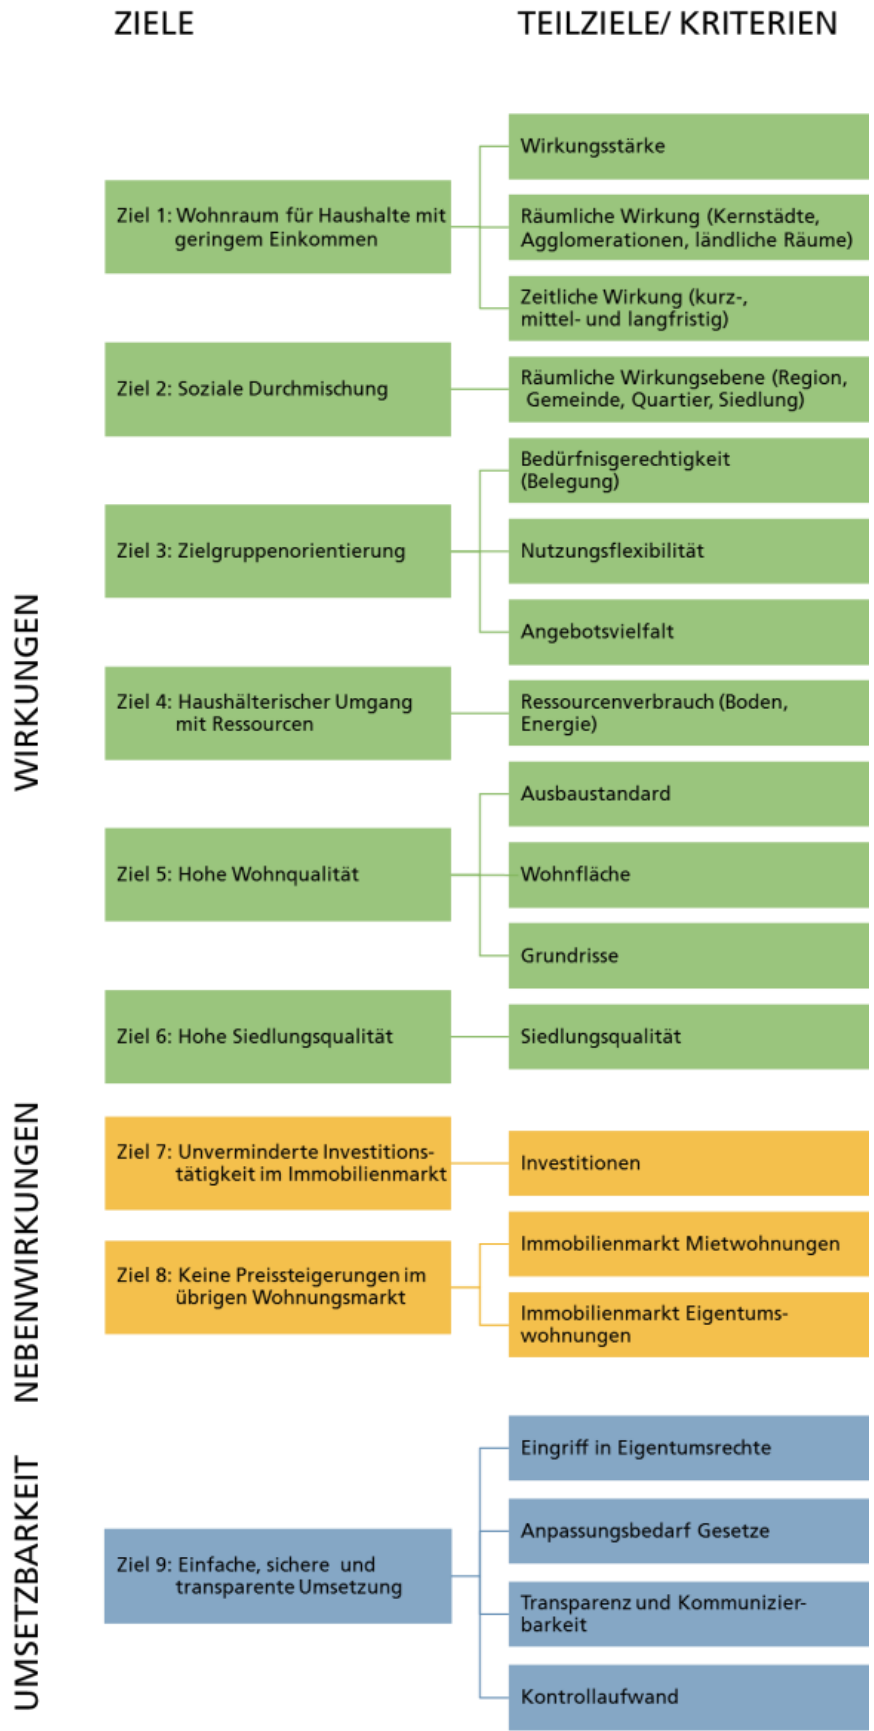 ZIELE
TEILZIELE/ KRITERIEN
WIRKUNGEN
Ziel 1: Wohnraum für Haushalte mit
geringem Einkommen
Wirkungsstärke
Räumliche Wirkung (Kernstädte,
Agglomerationen, ländliche Räume)
Zeitliche Wirkung (kurz-,
mittel- und langfristig)
Ziel 2: Soziale Durchmischung
Räumliche Wirkungsebene (Region,
Gemeinde, Quartier, Siedlung)
Ziel 3: Zielgruppenorientierung
Bedürfnisgerechtigkeit
(Belegung)
Nutzungsflexibilität
Angebotsvielfalt
Ziel 4: Haushälterischer Umgang
mit Ressourcen
Ressourcenverbrauch (Boden,
Energie)
Ziel 5: Hohe Wohnqualität
Ausbaustandard
Wohnfläche
Grundrisse
Ziel 6: Hohe Siedlungsqualität
Siedlungsqualität
NEBENWIRKUNGEN
Ziel 7: Unverminderte Investitions-
tätigkeit im Immobilienmarkt
Investitionen
Ziel 8: Keine Preissteigerungen im
übrigen Wohnungsmarkt
Immobilienmarkt Mietwohnungen
Immobilienmarkt Eigentums-
wohnungen
UMSETZBARKEIT
Ziel 9: Einfache, sichere und
transparente Umsetzung
Eingriff in Eigentumsrechte
Anpassungsbedarf Gesetze
Transparenz und Kommunizier-
barkeit
Kontrollaufwand